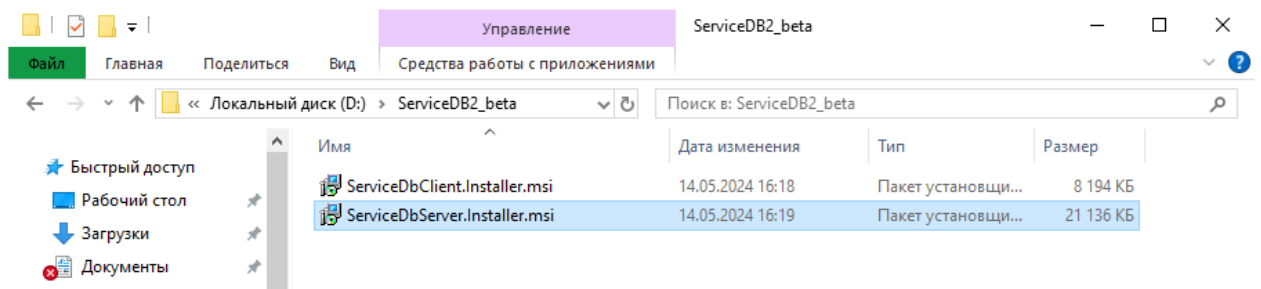 Управление ServiceDB2_beta
Файл Главная Поделиться Вид Средства работы с приложениями
« Локальный диск (D:) › ServiceDB2_beta Поиск в: ServiceDB2_beta
Имя Дата изменения Тип Размер
Быстрый доступ
ServiceDbClient.Installer.msi 14.05.2024 16:18 Пакет установщи... 8 194 КБ
Рабочий стол
ServiceDbServer.Installer.msi 14.05.2024 16:19 Пакет установщи... 21 136 КБ
Загрузки
Документы